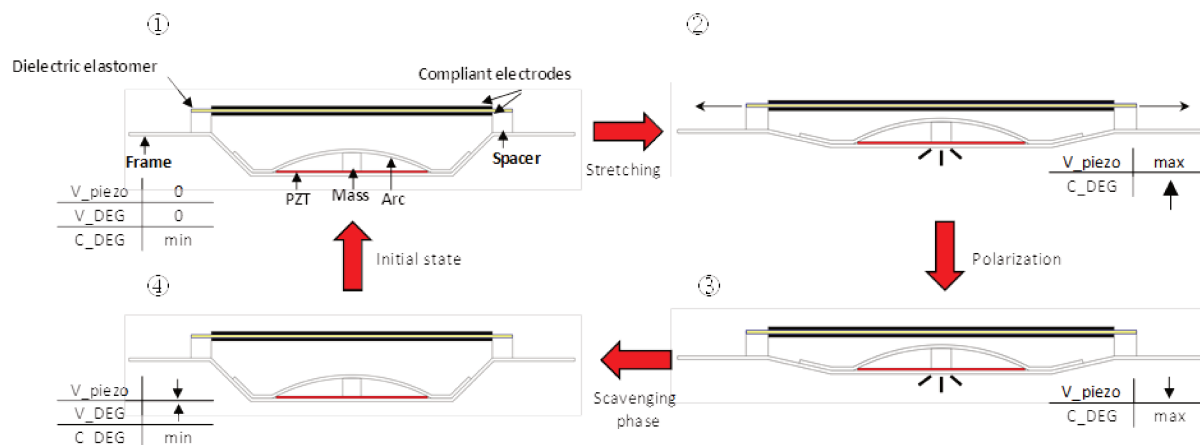 ①
②
Dielectric elastomer
Compliant electrodes
Frame
Spacer
PZT
Mass
Arc
V_piezo 0
V_DEG 0
C_DEG min
Stretching
V_piezo max
C_DEG
Initial state
Polarization
④
③
V_piezo
V_DEG
C_DEG min
Scavenging
phase
V_piezo
C_DEG max